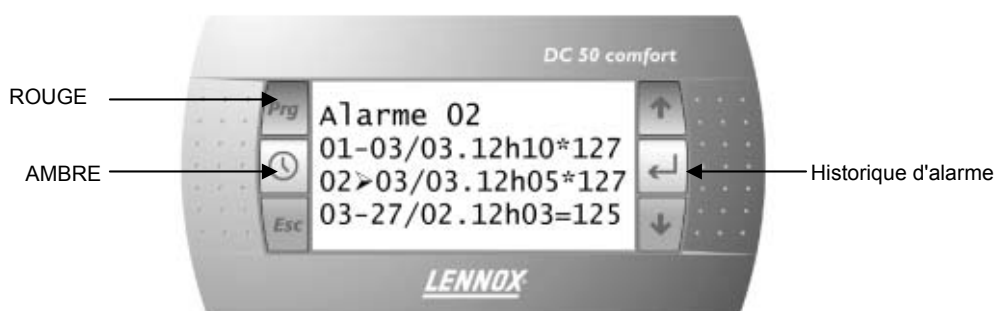 DC 50 comfort
ROUGE
Prg
Alarme 02
01-03/03.12h10*127
AMBRE
02➢03/03.12h05*127
Historique d'alarme
Esc
03-27/02.12h03=125
LENNOX